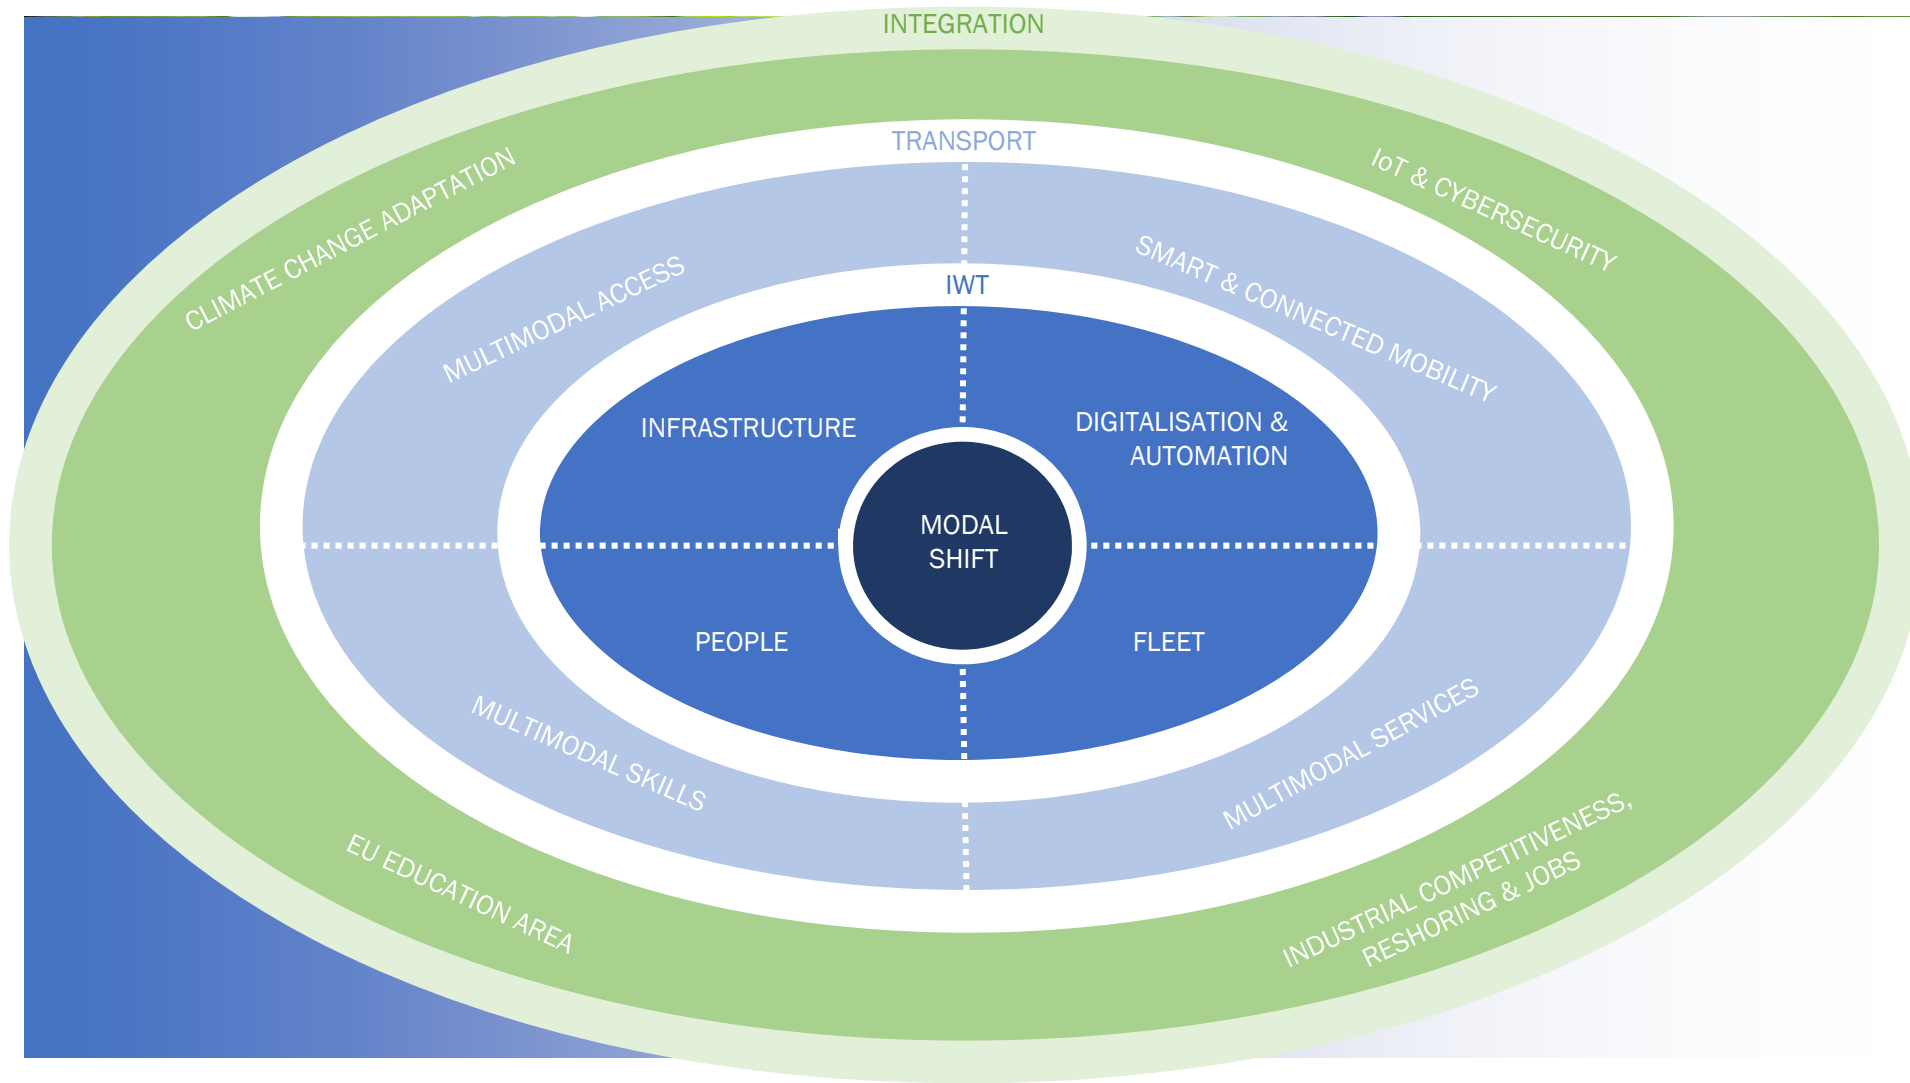 INTEGRATION
TRANSPORT
CLIMATE CHANGE ADAPTATION
IoT & CYBERSECURITY
MULTIMODAL ACCESS
SMART & CONNECTED MOBILITY
IWT
INFRASTRUCTURE
DIGITALISATION &
AUTOMATION
MODAL
SHIFT
PEOPLE
FLEET
MULTIMODAL SKILLS
MULTIMODAL SERVICES
EU EDUCATION AREA
INDUSTRIAL COMPETITIVENESS,
RESHORING & JOBS